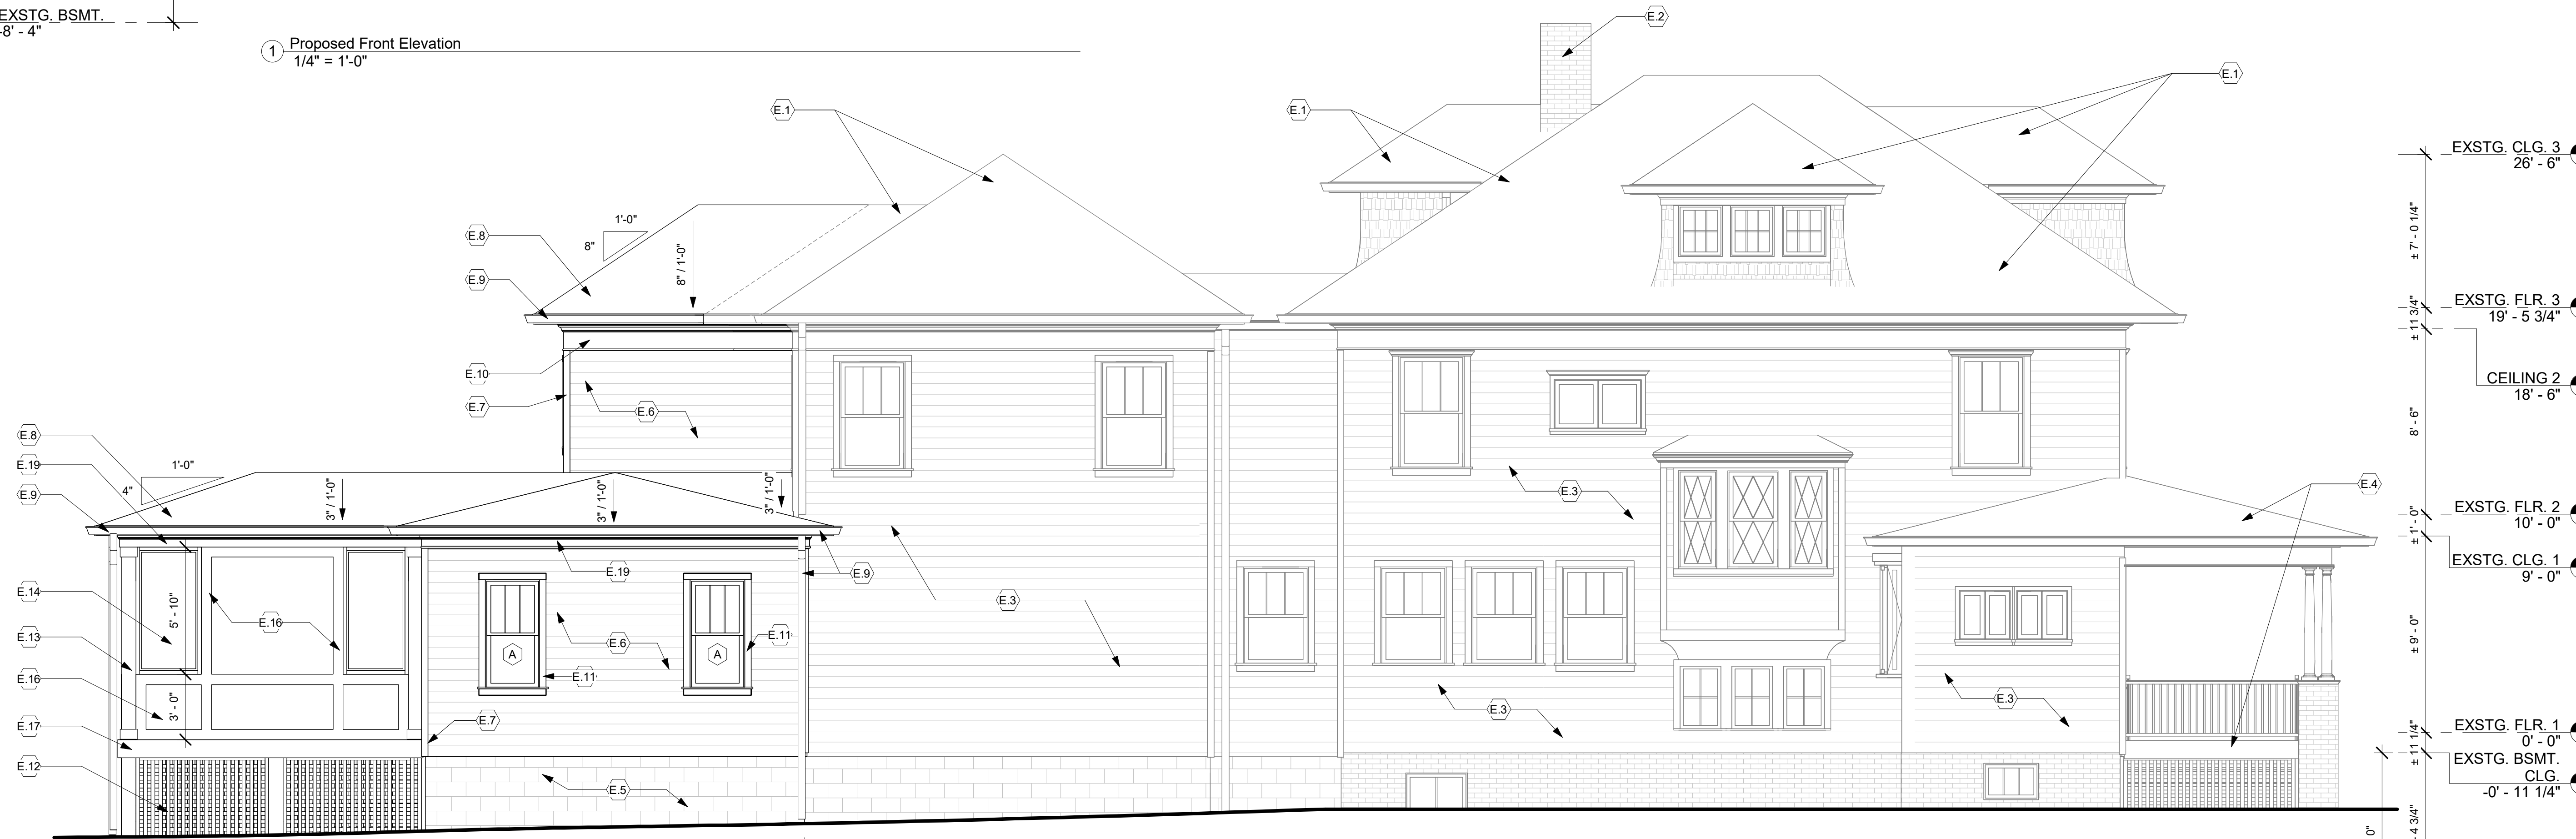 EXSTG. BSMT.
-8' - 4"
1
Proposed Front Elevation
1/4" = 1'-0"
E.2
E.1
E.1
E.1
EXSTG. CLG. 3
26' - 6"
± 7' - 0 1/4"
E.8
1'-0"
8"
8" / 1'-0"
E.9
EXSTG. FLR. 3
19' - 5 3/4"
± 11 3/4"
E.10
E.7
E.6
CEILING 2
18' - 6"
8' - 6"
E.8
E.19
E.9
1'-0"
4"
3" / 1'-0"
3" / 1'-0"
3" / 1'-0"
E.3
E.4
EXSTG. FLR. 2
10' - 0"
± 1' - 0"
EXSTG. CLG. 1
9' - 0"
E.19
E.9
E.14
5' - 10"
E.16
E.3
E.13
E.6
E.11
A
A
E.11
± 9' - 0"
E.16
3' - 0"
E.3
E.3
E.17
E.7
EXSTG. FLR. 1
0' - 0"
± 11 1/4"
E.12
E.5
EXSTG. BSMT.
CLG.
-0' - 11 1/4"
0"
4 3/4"